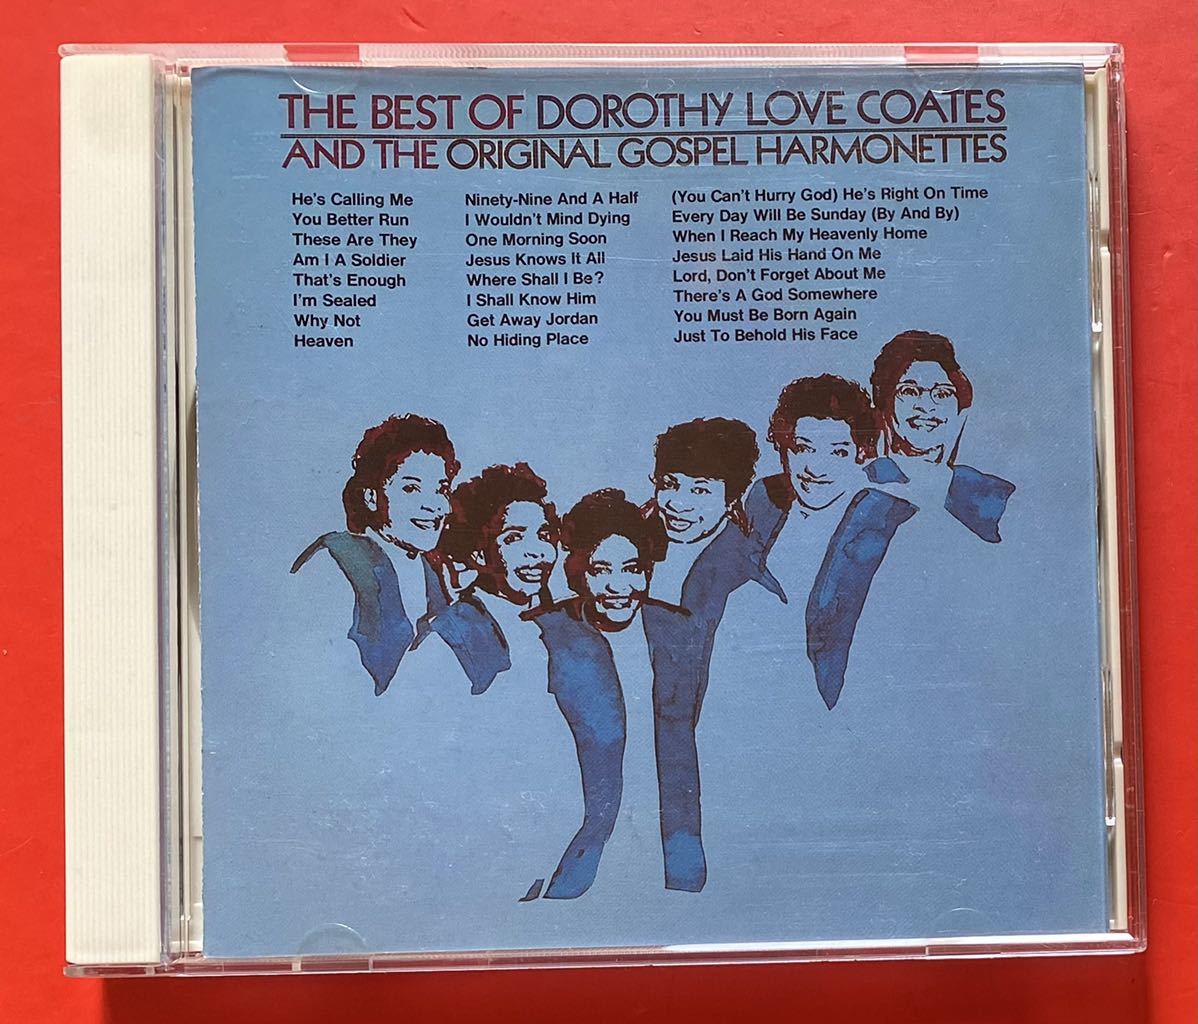 THE BEST OF DOROTHY LOVE COATES
AND THE ORIGINAL GOSPEL HARMONETTES
He's Calling Me
You Better Run
These Are They
Am I A Soldier
That's Enough
I'm Sealed
Why Not
Heaven
Ninety-Nine And A Half
I Wouldn't Mind Dying
One Morning Soon
Jesus Knows It All
Where Shall I Be?
I Shall Know Him
Get Away Jordan
No Hiding Place
(You Can't Hurry God) He's Right On Time
Every Day Will Be Sunday (By And By)
When I Reach My Heavenly Home
Jesus Laid His Hand On Me
Lord, Don't Forget About Me
There's A God Somewhere
You Must Be Born Again
Just To Behold His Face